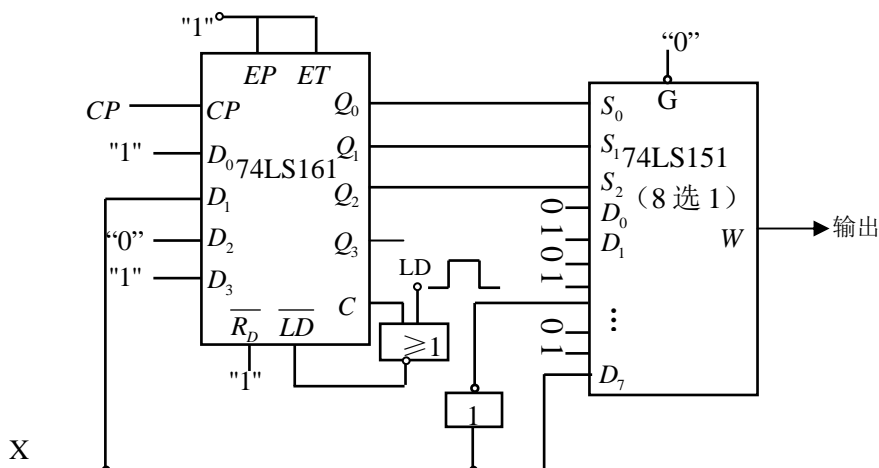 "1"
EP ET
CP CP
"1" D0
74LS161
D1
"0" D2
"1" D3
RD LD
"1"
Q0
Q1
Q2
Q3
C
LD
≥1
1
X
"0"
G
S0
S1
74LS151
S2
(8 选 1)
0 D0
1 D1
0
1
...
0
1
D7
W
输出